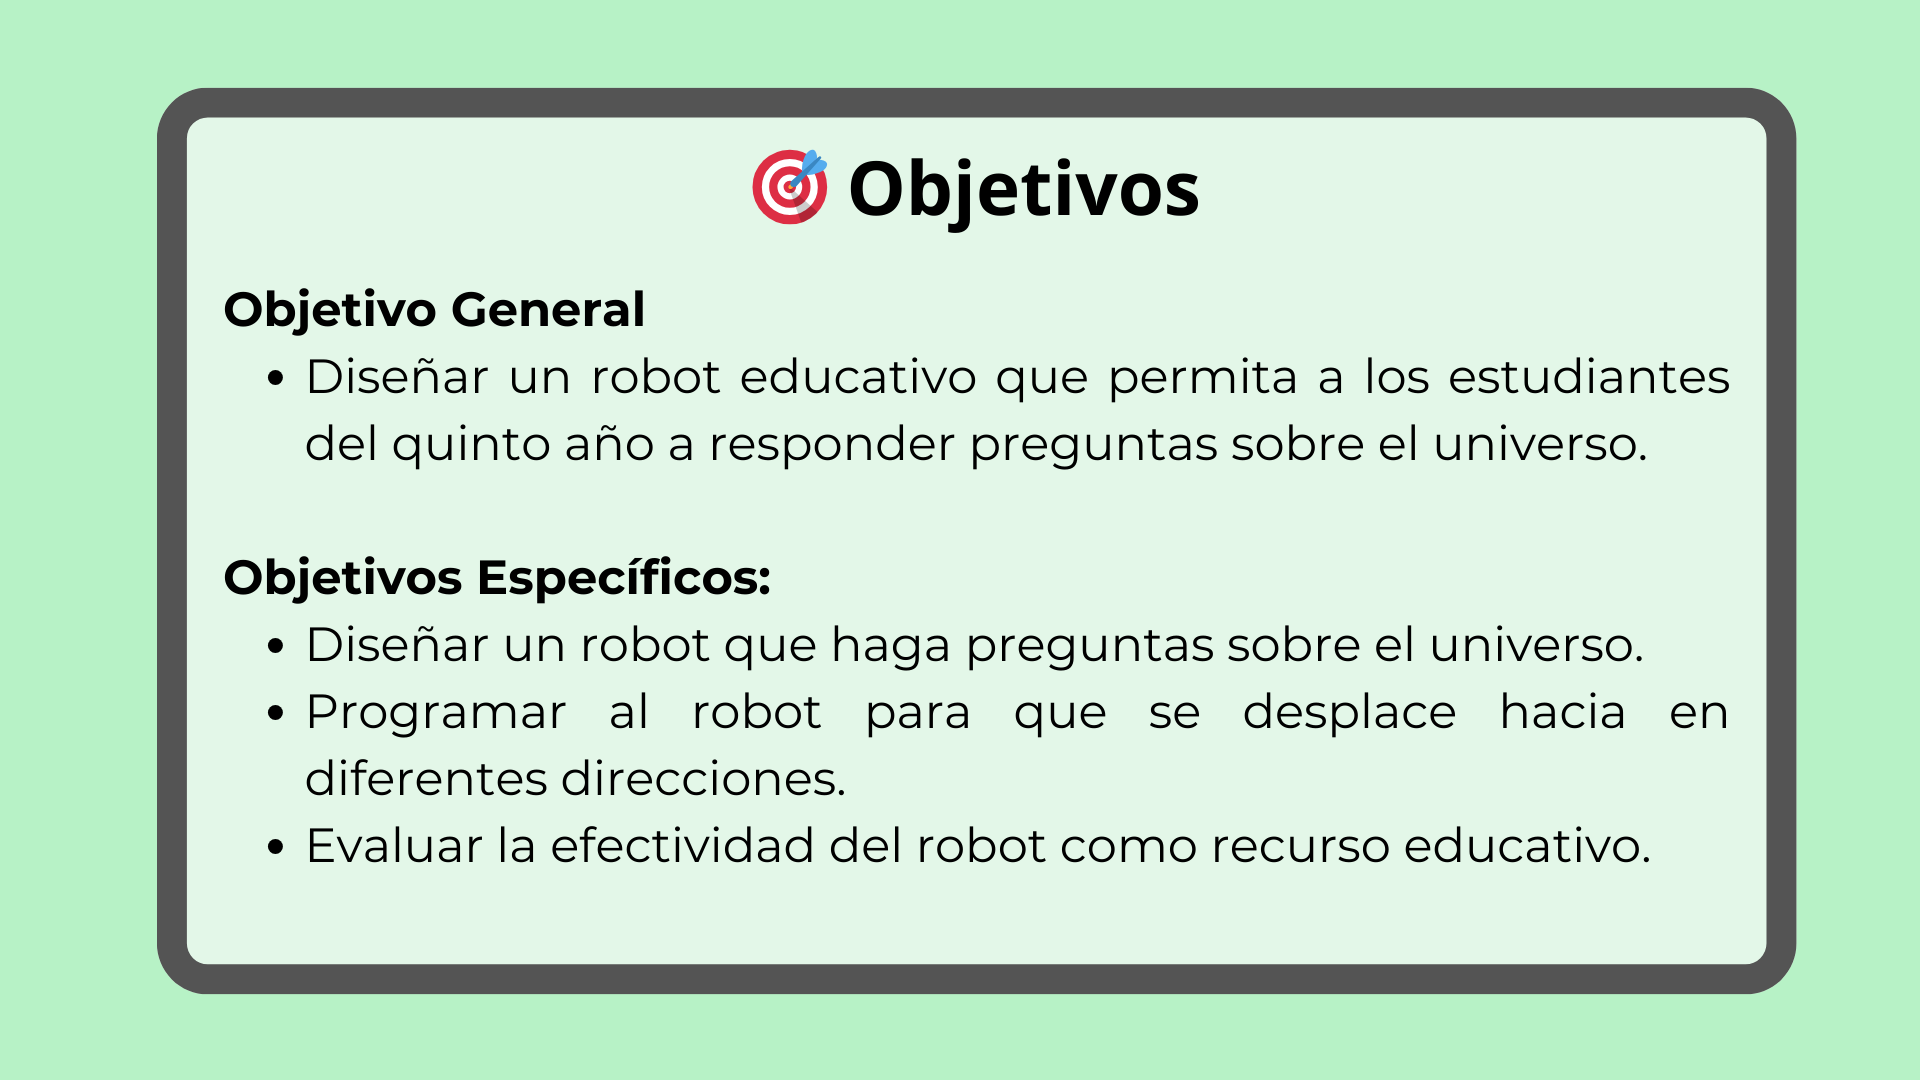 🎯 Objetivos
Objetivo General
• Diseñar un robot educativo que permita a los estudiantes
del quinto año a responder preguntas sobre el universo.
Objetivos Específicos:
• Diseñar un robot que haga preguntas sobre el universo.
• Programar al robot para que se desplace hacia en
diferentes direcciones.
• Evaluar la efectividad del robot como recurso educativo.